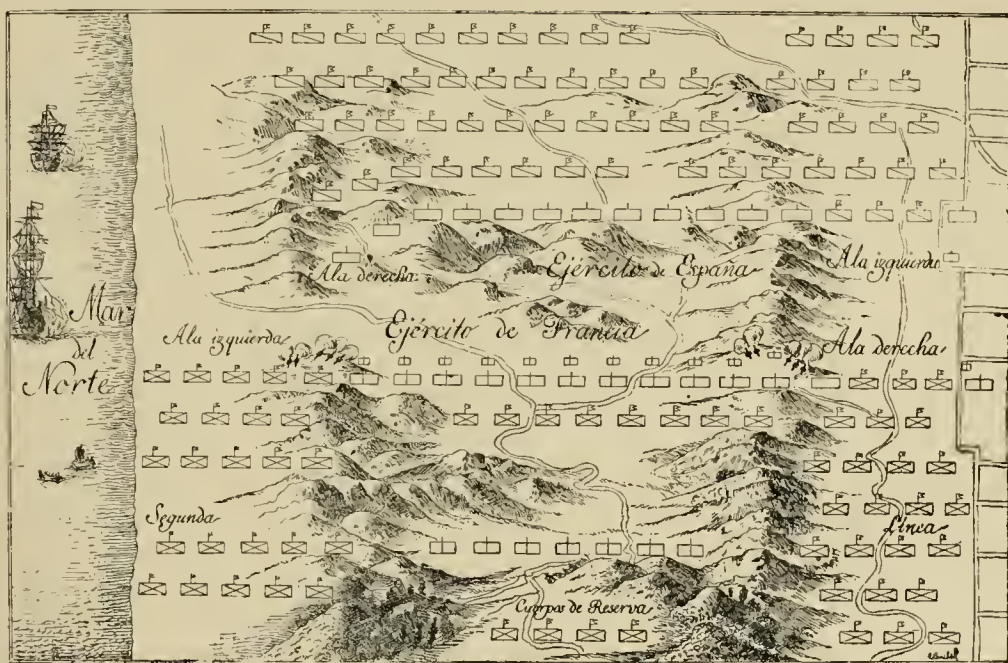 Ala derecha
Ejército de España
Ala izquierda
Ejército de Francia
Mar
del
Norte
Ala izquierda
Ala derecha
Segunda
Línea
Cuerpos de Reserva